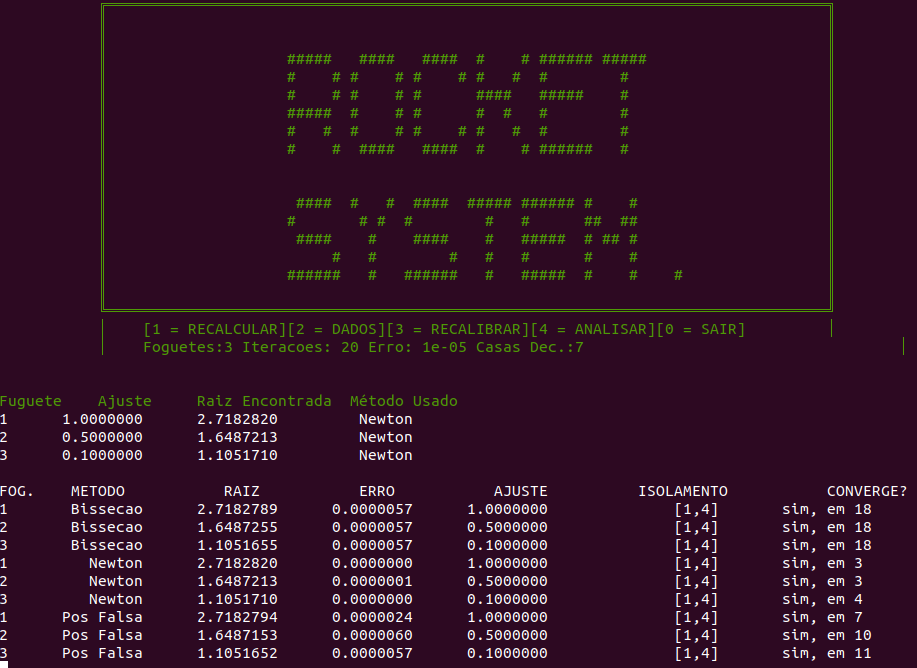 ROCKET
SYSTEM.
[1 = RECALCULAR][2 = DADOS][3 = RECALIBRAR][4 = ANALISAR][0 = SAIR]
Foguetes:3 Iteracoes: 20 Erro: 1e-05 Casas Dec.:7
Fuguete Ajuste Raiz Encontrada Método Usado
1 1.0000000 2.7182820 Newton
2 0.5000000 1.6487213 Newton
3 0.1000000 1.1051710 Newton
FOG. METODO RAIZ ERRO AJUSTE ISOLAMENTO CONVERGE?
1 Bissecao 2.7182789 0.0000057 1.0000000 [1,4] sim, em 18
2 Bissecao 1.6487255 0.0000057 0.5000000 [1,4] sim, em 18
3 Bissecao 1.1051655 0.0000057 0.1000000 [1,4] sim, em 18
1 Newton 2.7182820 0.0000000 1.0000000 [1,4] sim, em 3
2 Newton 1.6487213 0.0000001 0.5000000 [1,4] sim, em 3
3 Newton 1.1051710 0.0000000 0.1000000 [1,4] sim, em 4
1 Pos Falsa 2.7182794 0.0000024 1.0000000 [1,4] sim, em 7
2 Pos Falsa 1.6487153 0.0000060 0.5000000 [1,4] sim, em 10
3 Pos Falsa 1.1051652 0.0000057 0.1000000 [1,4] sim, em 11